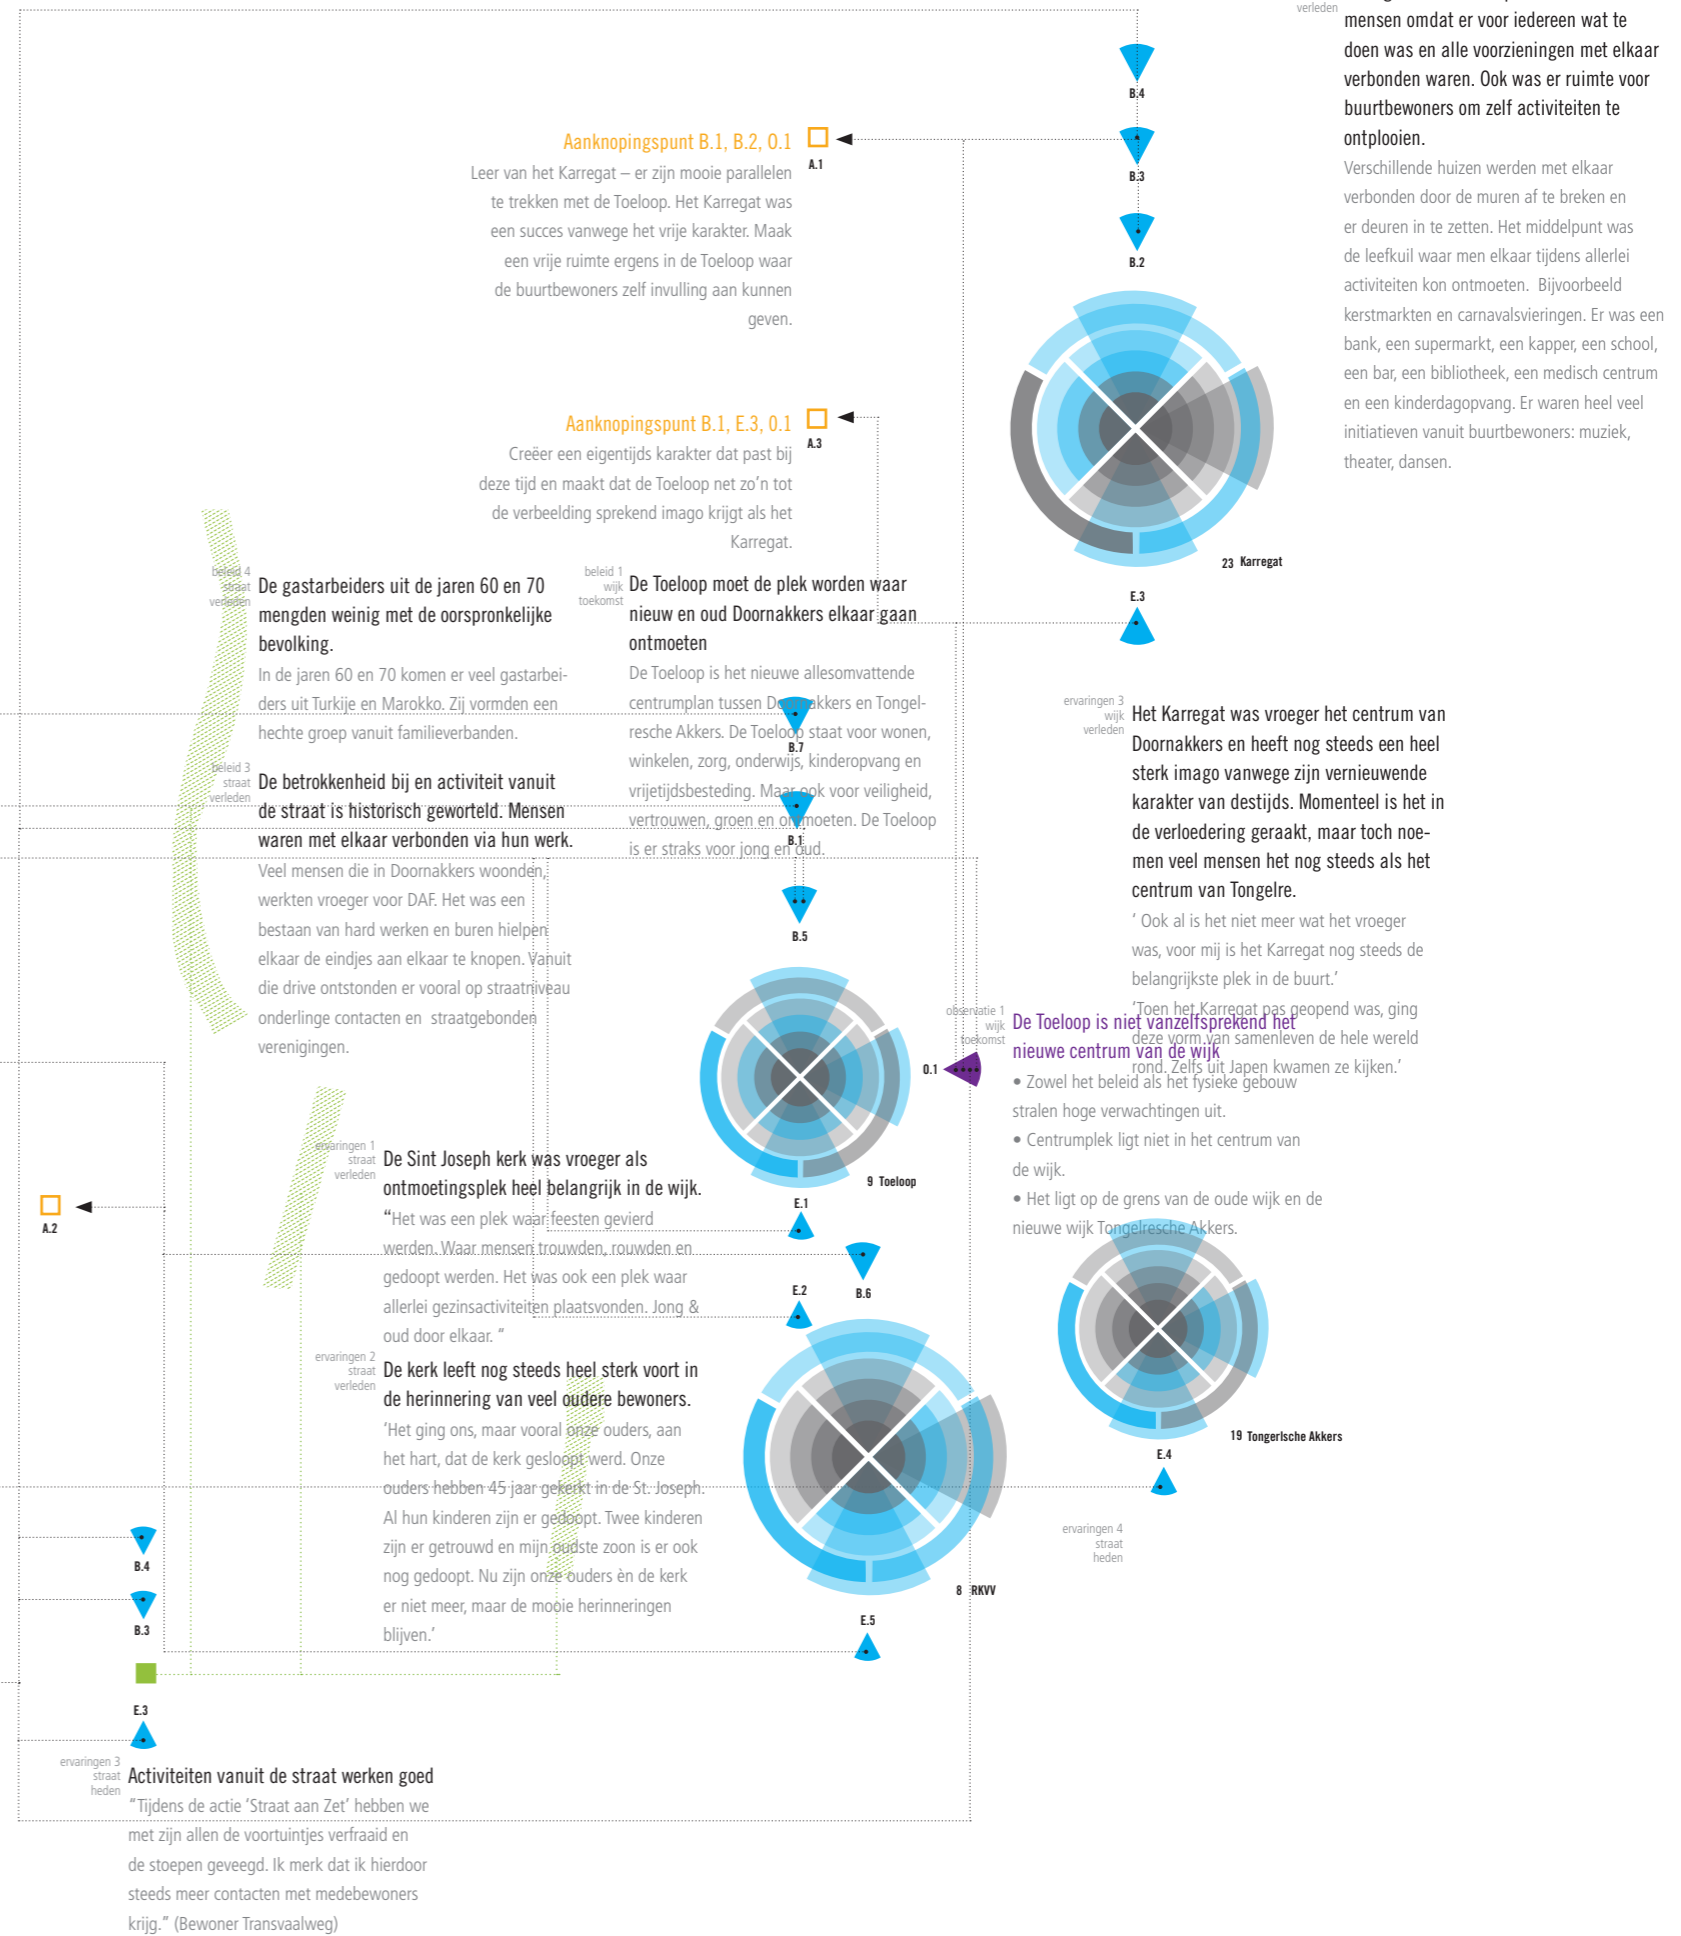 verleden
mensen omdat er voor iedereen wat te
doen was en alle voorzieningen met elkaar
verbonden waren. Ook was er ruimte voor
buurtbewoners om zelf activiteiten te
ontplooien.
Verschillende huizen werden met elkaar
verbonden door de muren af te breken en
er deuren in te zetten. Het middelpunt was
de leefkuil waar men elkaar tijdens allerlei
activiteiten kon ontmoeten. Bijvoorbeeld
kerstmarkten en carnavalsvieringen. Er was een
bank, een supermarkt, een kapper, een school,
een bar, een bibliotheek, een medisch centrum
en een kinderdagopvang. Er waren heel veel
initiatieven vanuit buurtbewoners: muziek,
theater, dansen.
B.4
B.3
B.2
Aanknopingspunt B.1, B.2, O.1
A.1
Leer van het Karregat – er zijn mooie parallelen
te trekken met de Toeloop. Het Karregat was
een succes vanwege het vrije karakter. Maak
een vrije ruimte ergens in de Toeloop waar
de buurtbewoners zelf invulling aan kunnen
geven.
Aanknopingspunt B.1, E.3, O.1
A.3
Creëer een eigentijds karakter dat past bij
deze tijd en maakt dat de Toeloop net zo'n tot
de verbeelding sprekend imago krijgt als het
Karregat.
23 Karregat
E.3
beleid 4
straat
verleden
De gastarbeiders uit de jaren 60 en 70
mengden weinig met de oorspronkelijke
bevolking.
In de jaren 60 en 70 komen er veel gastarbei-
ders uit Turkije en Marokko. Zij vormden een
hechte groep vanuit familieverbanden.
beleid 1
wijk
toekomst
De Toeloop moet de plek worden waar
nieuw en oud Doornakkers elkaar gaan
ontmoeten
De Toeloop is het nieuwe allesomvattende
centrumplan tussen Doornakkers en Tongel-
resche Akkers. De Toeloop staat voor wonen,
winkelen, zorg, onderwijs, kinderopvang en
vrijetijdsbesteding. Maar ook voor veiligheid,
vertrouwen, groen en ontmoeten. De Toeloop
is er straks voor jong en oud.
B.7
B.1
B.5
beleid 3
straat
verleden
De betrokkenheid bij en activiteit vanuit
de straat is historisch geworteld. Mensen
waren met elkaar verbonden via hun werk.
Veel mensen die in Doornakkers woonden,
werkten vroeger voor DAF. Het was een
bestaan van hard werken en buren hielpen
elkaar de eindjes aan elkaar te knopen. Vanuit
die drive ontstonden er vooral op straatniveau
onderlinge contacten en straatgebonden
verenigingen.
ervaringen 3
wijk
verleden
Het Karregat was vroeger het centrum van
Doornakkers en heeft nog steeds een heel
sterk imago vanwege zijn vernieuwende
karakter van destijds. Momenteel is het in
de verloedering geraakt, maar toch noe-
men veel mensen het nog steeds als het
centrum van Tongelre.
‘ Ook al is het niet meer wat het vroeger
was, voor mij is het Karregat nog steeds de
belangrijkste plek in de buurt.’
‘Toen het Karregat pas geopend was, ging
deze vorm van samenleven de hele wereld
rond. Zelfs uit Japen kwamen ze kijken.’
observatie 1
wijk
toekomst
O.1
De Toeloop is niet vanzelfsprekend het
nieuwe centrum van de wijk
• Zowel het beleid als het fysieke gebouw
stralen hoge verwachtingen uit.
• Centrumplek ligt niet in het centrum van
de wijk.
• Het ligt op de grens van de oude wijk en de
nieuwe wijk Tongelresche Akkers.
9 Toeloop
E.1
A.2
ervaringen 1
straat
verleden
De Sint Joseph kerk was vroeger als
ontmoetingsplek heel belangrijk in de wijk.
“Het was een plek waar feesten gevierd
werden. Waar mensen trouwden, rouwden en
gedoopt werden. Het was ook een plek waar
allerlei gezinsactiviteiten plaatsvonden. Jong &
oud door elkaar. “
E.2
B.6
ervaringen 2
straat
verleden
De kerk leeft nog steeds heel sterk voort in
de herinnering van veel oudere bewoners.
‘Het ging ons, maar vooral onze ouders, aan
het hart, dat de kerk gesloopt werd. Onze
ouders hebben 45 jaar gekerkt in de St. Joseph.
Al hun kinderen zijn er gedoopt. Twee kinderen
zijn er getrouwd en mijn oudste zoon is er ook
nog gedoopt. Nu zijn onze ouders èn de kerk
er niet meer, maar de mooie herinneringen
blijven.’
19 Tongerlsche Akkers
E.4
ervaringen 4
straat
heden
8 RKVV
E.5
B.4
B.3
E.3
ervaringen 3
straat
heden
Activiteiten vanuit de straat werken goed
“Tijdens de actie ‘Straat aan Zet’ hebben we
met zijn allen de voortuintjes verfraaid en
de stoepen geveegd. Ik merk dat ik hierdoor
steeds meer contacten met medebewoners
krijg.” (Bewoner Transvaalweg)